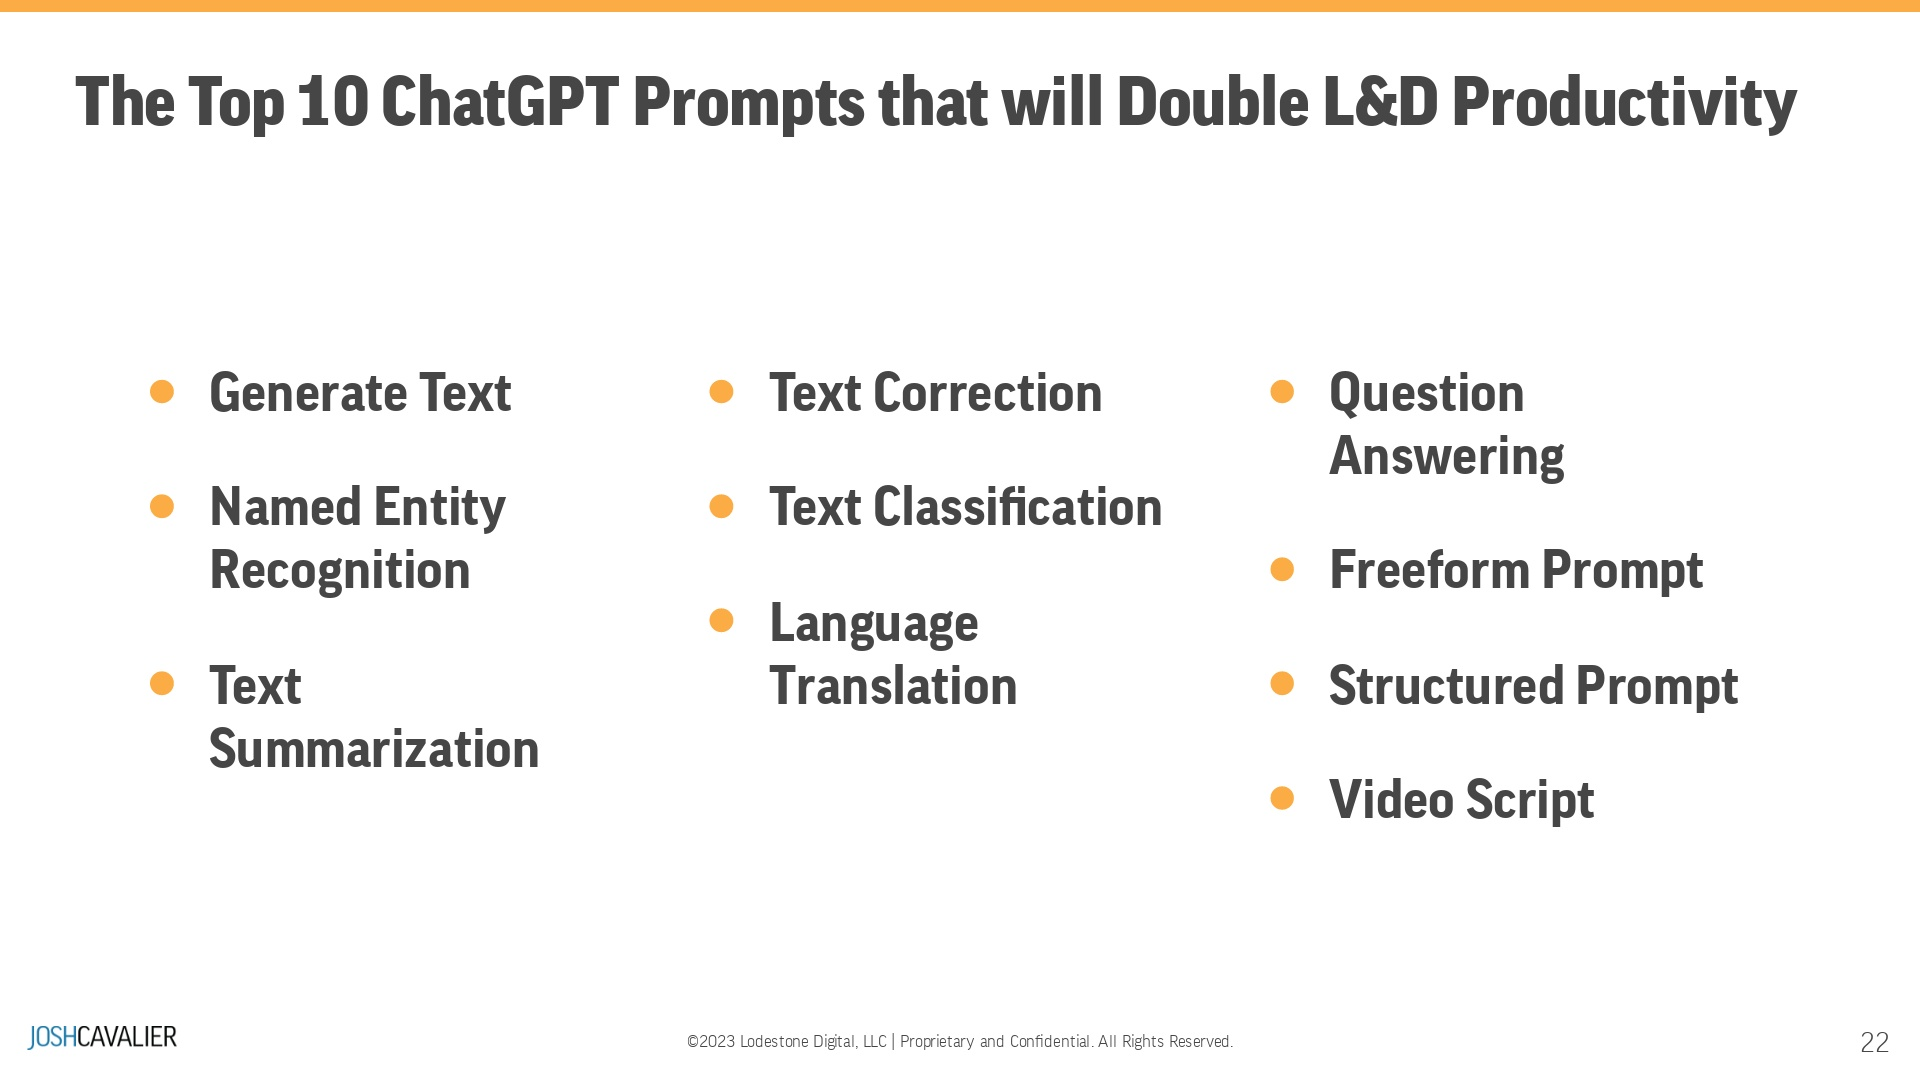 The Top 10 ChatGPT Prompts that will Double L&D Productivity
Generate Text
Named Entity
Recognition
Text
Summarization
Text Correction
Text Classification
Language
Translation
Question
Answering
Freeform Prompt
Structured Prompt
Video Script
JOSHCAVALIER
©2023 Lodestone Digital, LLC | Proprietary and Confidential. All Rights Reserved.
22